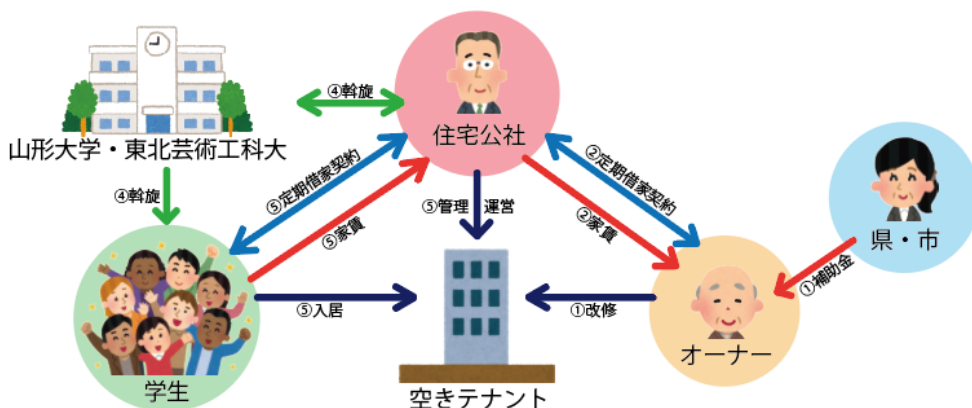 山形大学・東北芸術工科大
④斡旋
住宅公社
④斡旋
⑤定期借家契約
⑤家賃
⑤管理 運営
②定期借家契約
②家賃
県・市
①補助金
⑤入居
①改修
学生
空きテナント
オーナー